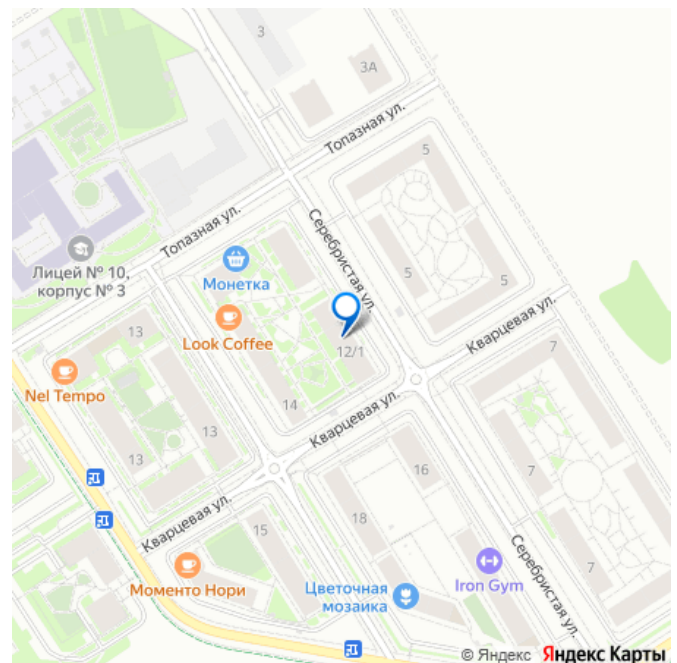 3
3А
Топазная ул.
5
Топазная ул.
Серебристая ул.
Лицей № 10,
корпус № 3
Монетка
5
5
Look Coffee
Кварцевая ул.
13
12/1
7
Nel Tempo
14
Кварцевая ул.
13
13
16
7
Кварцевая ул.
15
18
Моменто Нори
Цветочная
мозаика
Iron Gym
Серебристая ул.
7
© Яндекс Яндекс Карты